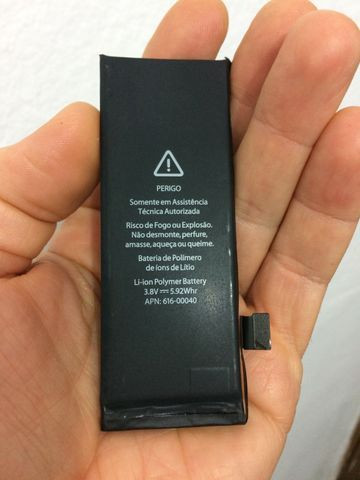 PERIGO
Somente em Assistência
Técnica Autorizada
Risco de Fogo ou Explosão.
Não desmonte, perfure,
amasse, aqueça ou queime.
Bateria de Polímero
de íons de Lítio
Li-ion Polymer Battery
3.8V ⎓ 5.92Whr
APN: 616-00040